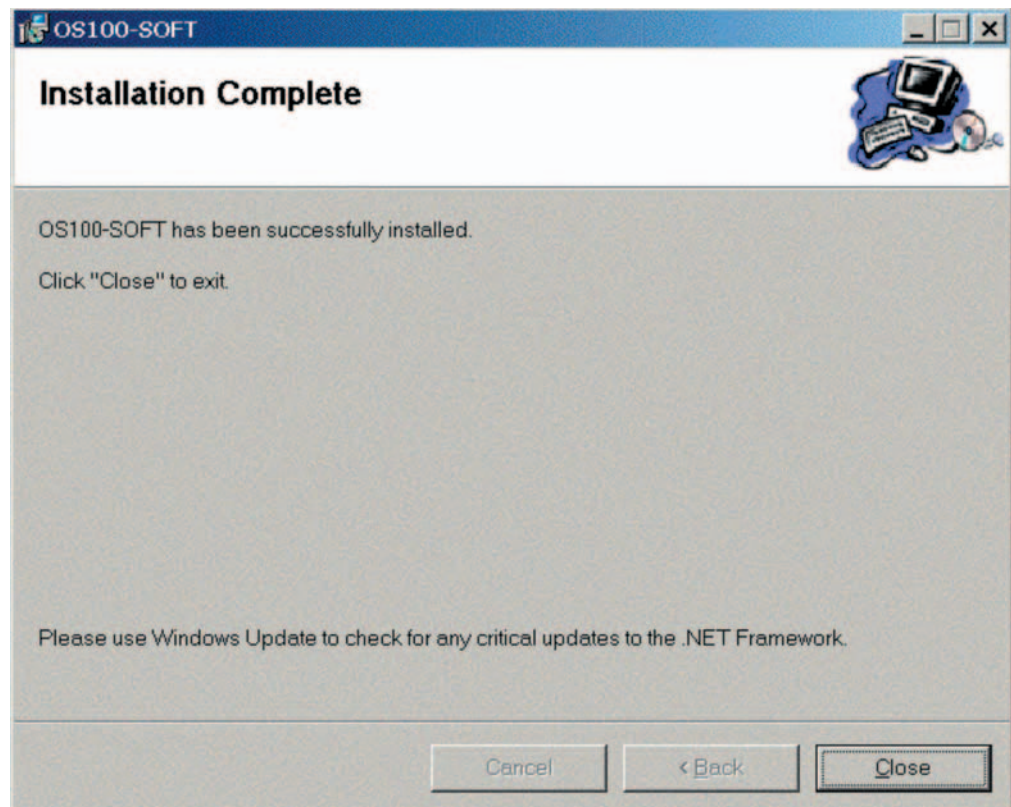 OS100-SOFT
Installation Complete
OS100-SOFT has been successfully installed.
Click "Close" to exit.
Please use Windows Update to check for any critical updates to the .NET Framework.
Cancel
< Back
Close